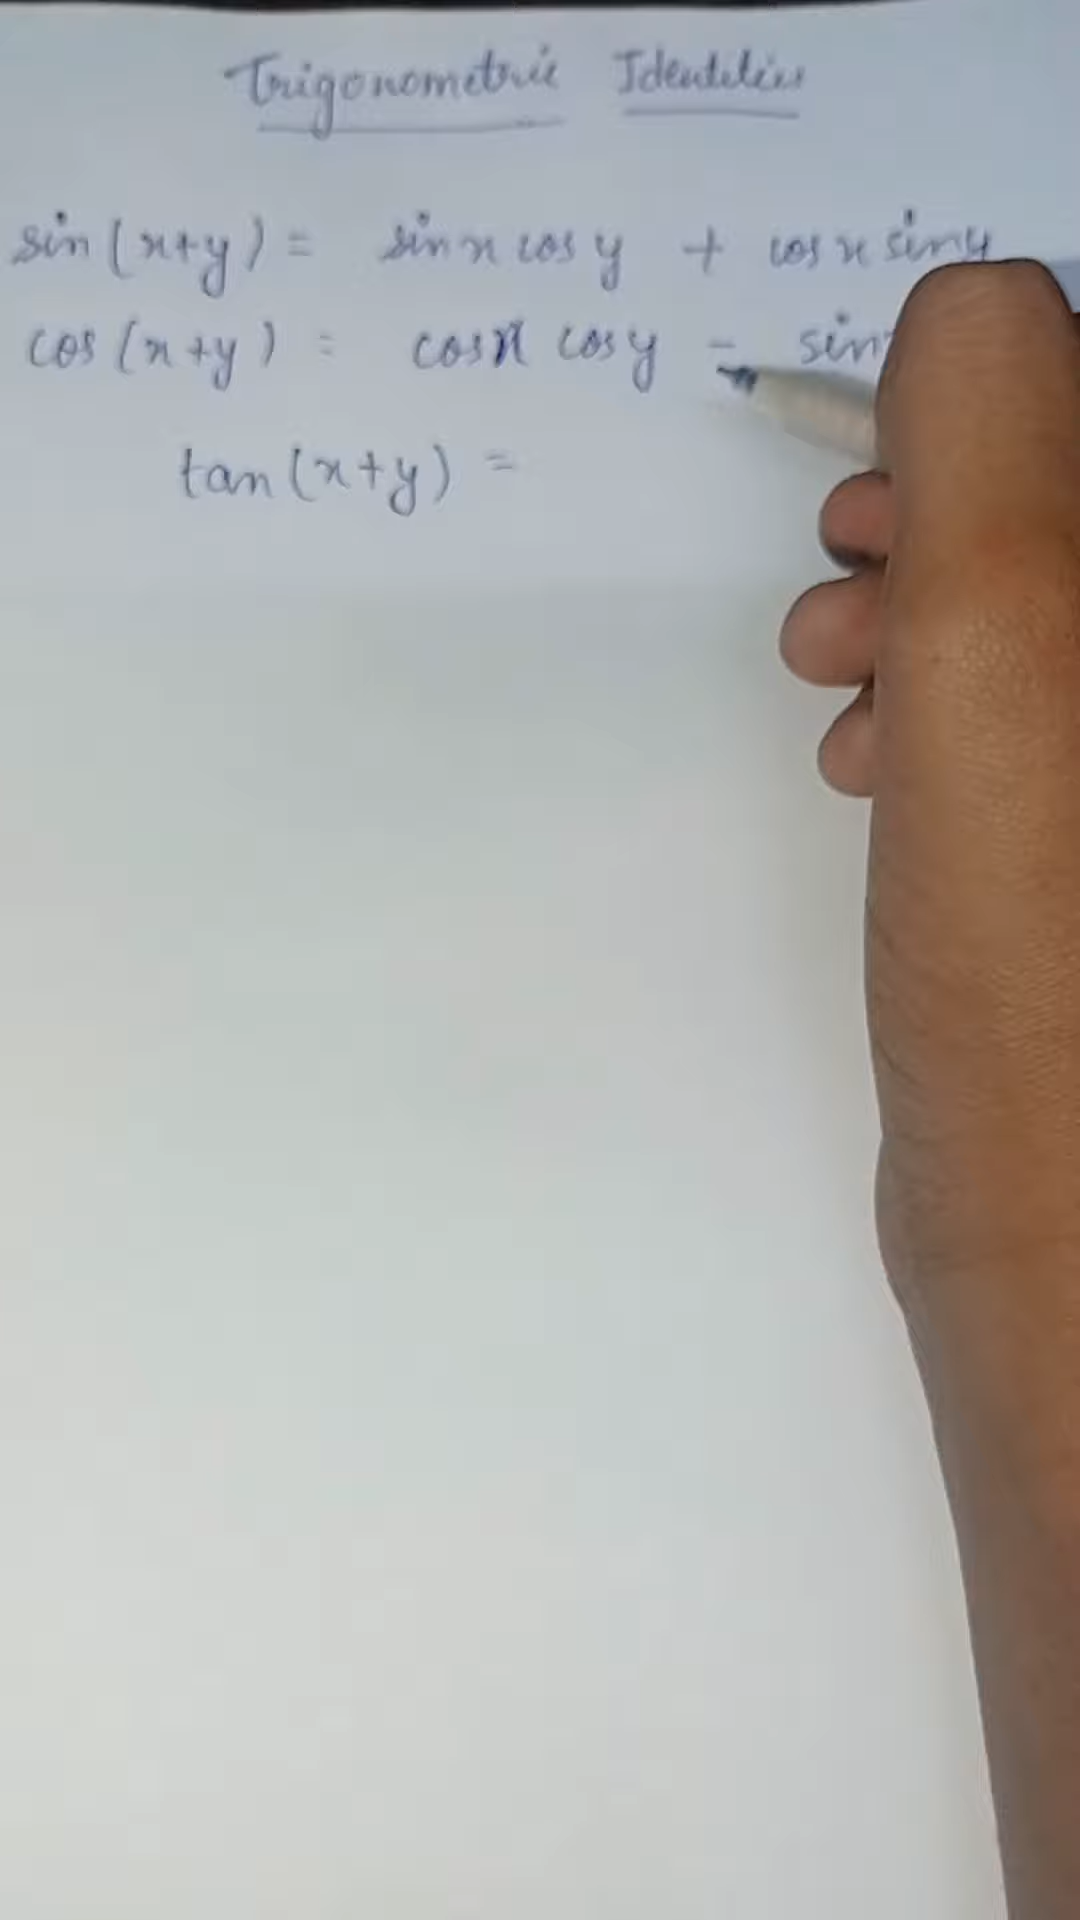 Trigonometric Identities
sin(x+y) = sinx cosy + cosx siny
cos(x+y) = cosx cosy - sin
tan(x+y) =